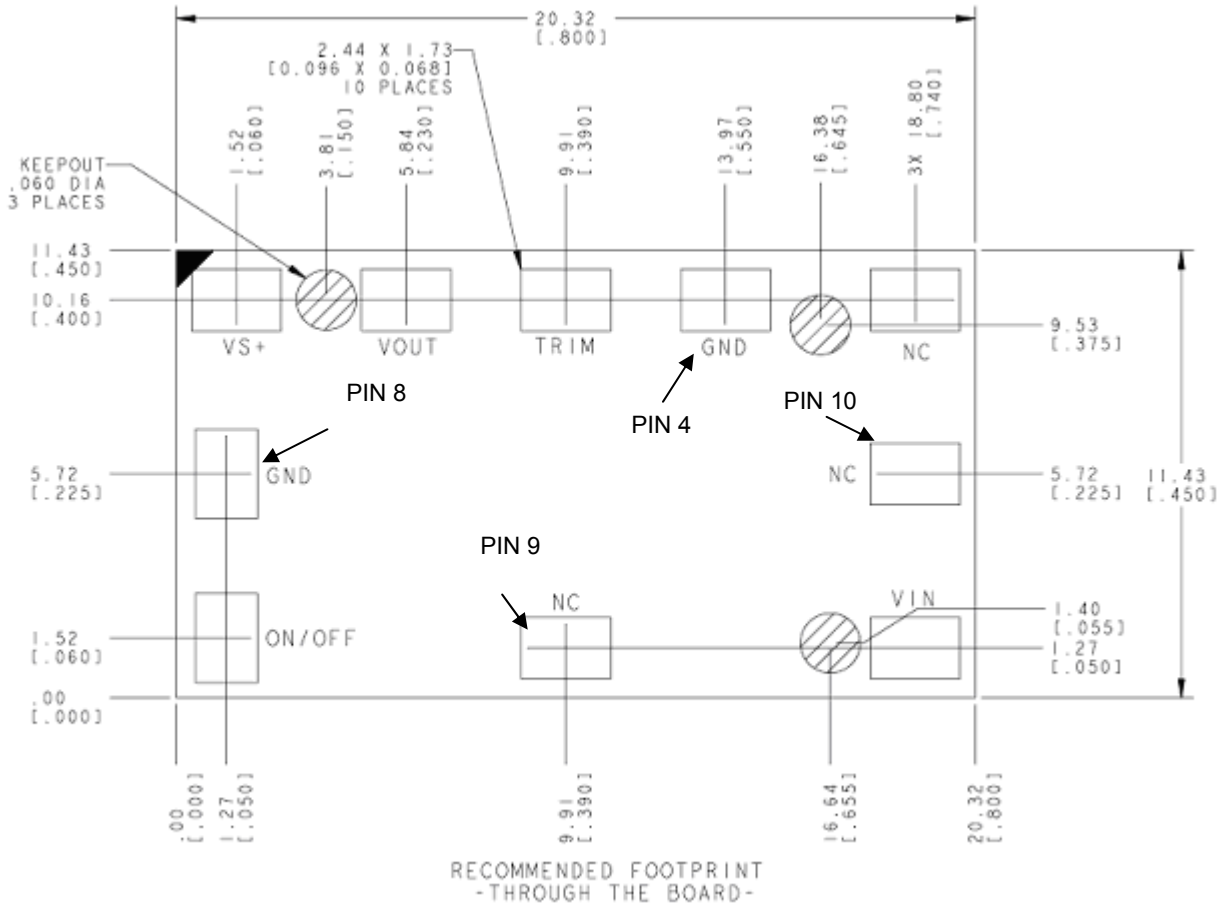 20.32
[.800]
2.44 X 1.73
[0.096 X 0.068]
10 PLACES
1.52
[.060]
3.81
[.150]
5.84
[.230]
9.91
[.390]
13.97
[.550]
16.38
[.645]
3X 18.80
[.740]
KEEPOUT
.060 DIA
3 PLACES
11.43
[.450]
10.16
[.400]
VS+
VOUT
TRIM
GND
NC
9.53
[.375]
PIN 8
PIN 4
PIN 10
5.72
[.225]
GND
NC
5.72
[.225]
11.43
[.450]
PIN 9
NC
VIN
1.52
[.060]
ON/OFF
1.40
[.055]
1.27
[.050]
.00
[.000]
.00
[.000]
1.27
[.050]
9.91
[.390]
16.64
[.655]
20.32
[.800]
RECOMMENDED FOOTPRINT
-THROUGH THE BOARD-